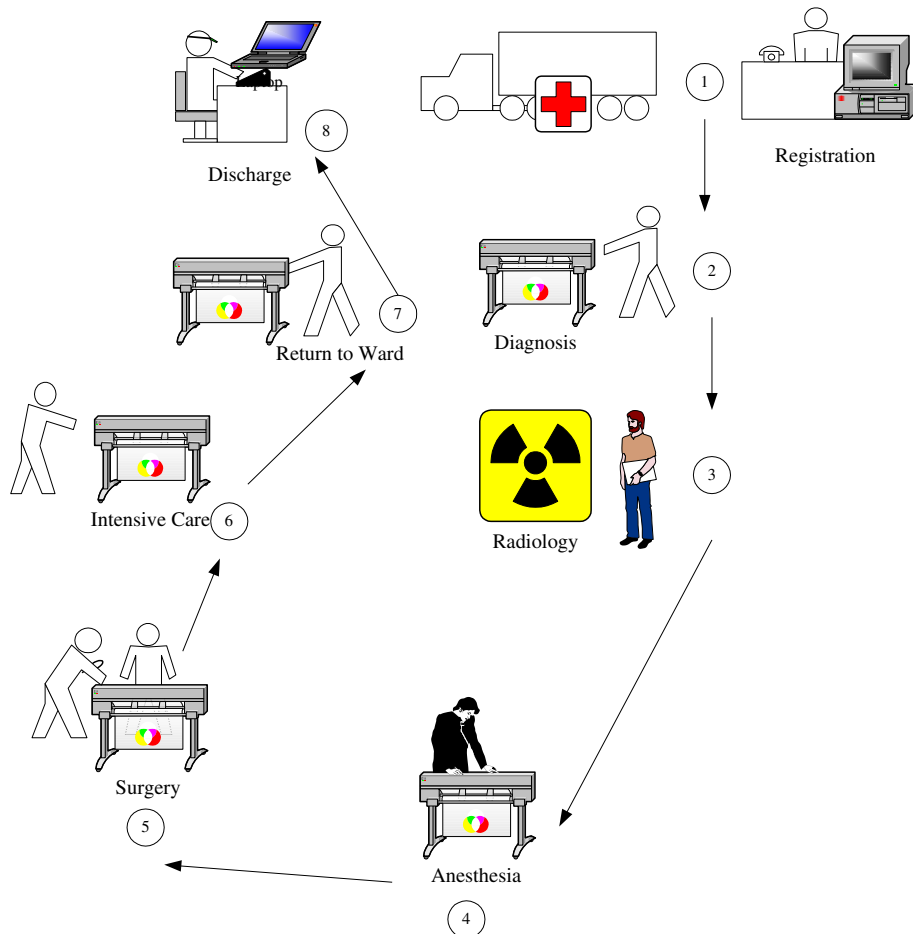 1
Registration
2
Diagnosis
3
Radiology
4
Anesthesia
5
Surgery
6
Intensive Care
7
Return to Ward
8
Discharge